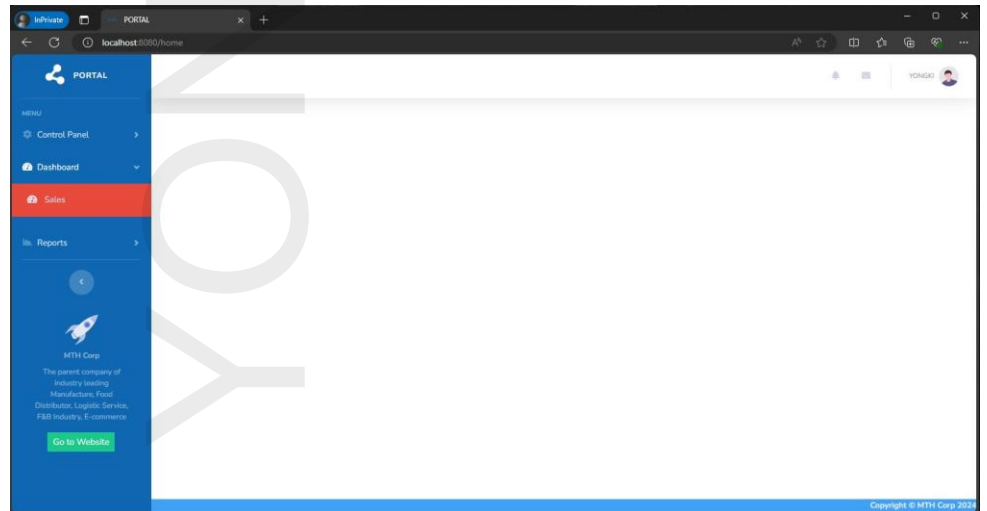 InPrivate
PORTAL
localhost:8080/home
PORTAL
YONGKI
MENU
Control Panel
Dashboard
Sales
Reports
MTH Corp
The parent company of
industry leading
Manufacture, Food
Distributor, Logistic Service,
F&B Industry, E-commerce
Go to Website
Copyright © MTH Corp 2024